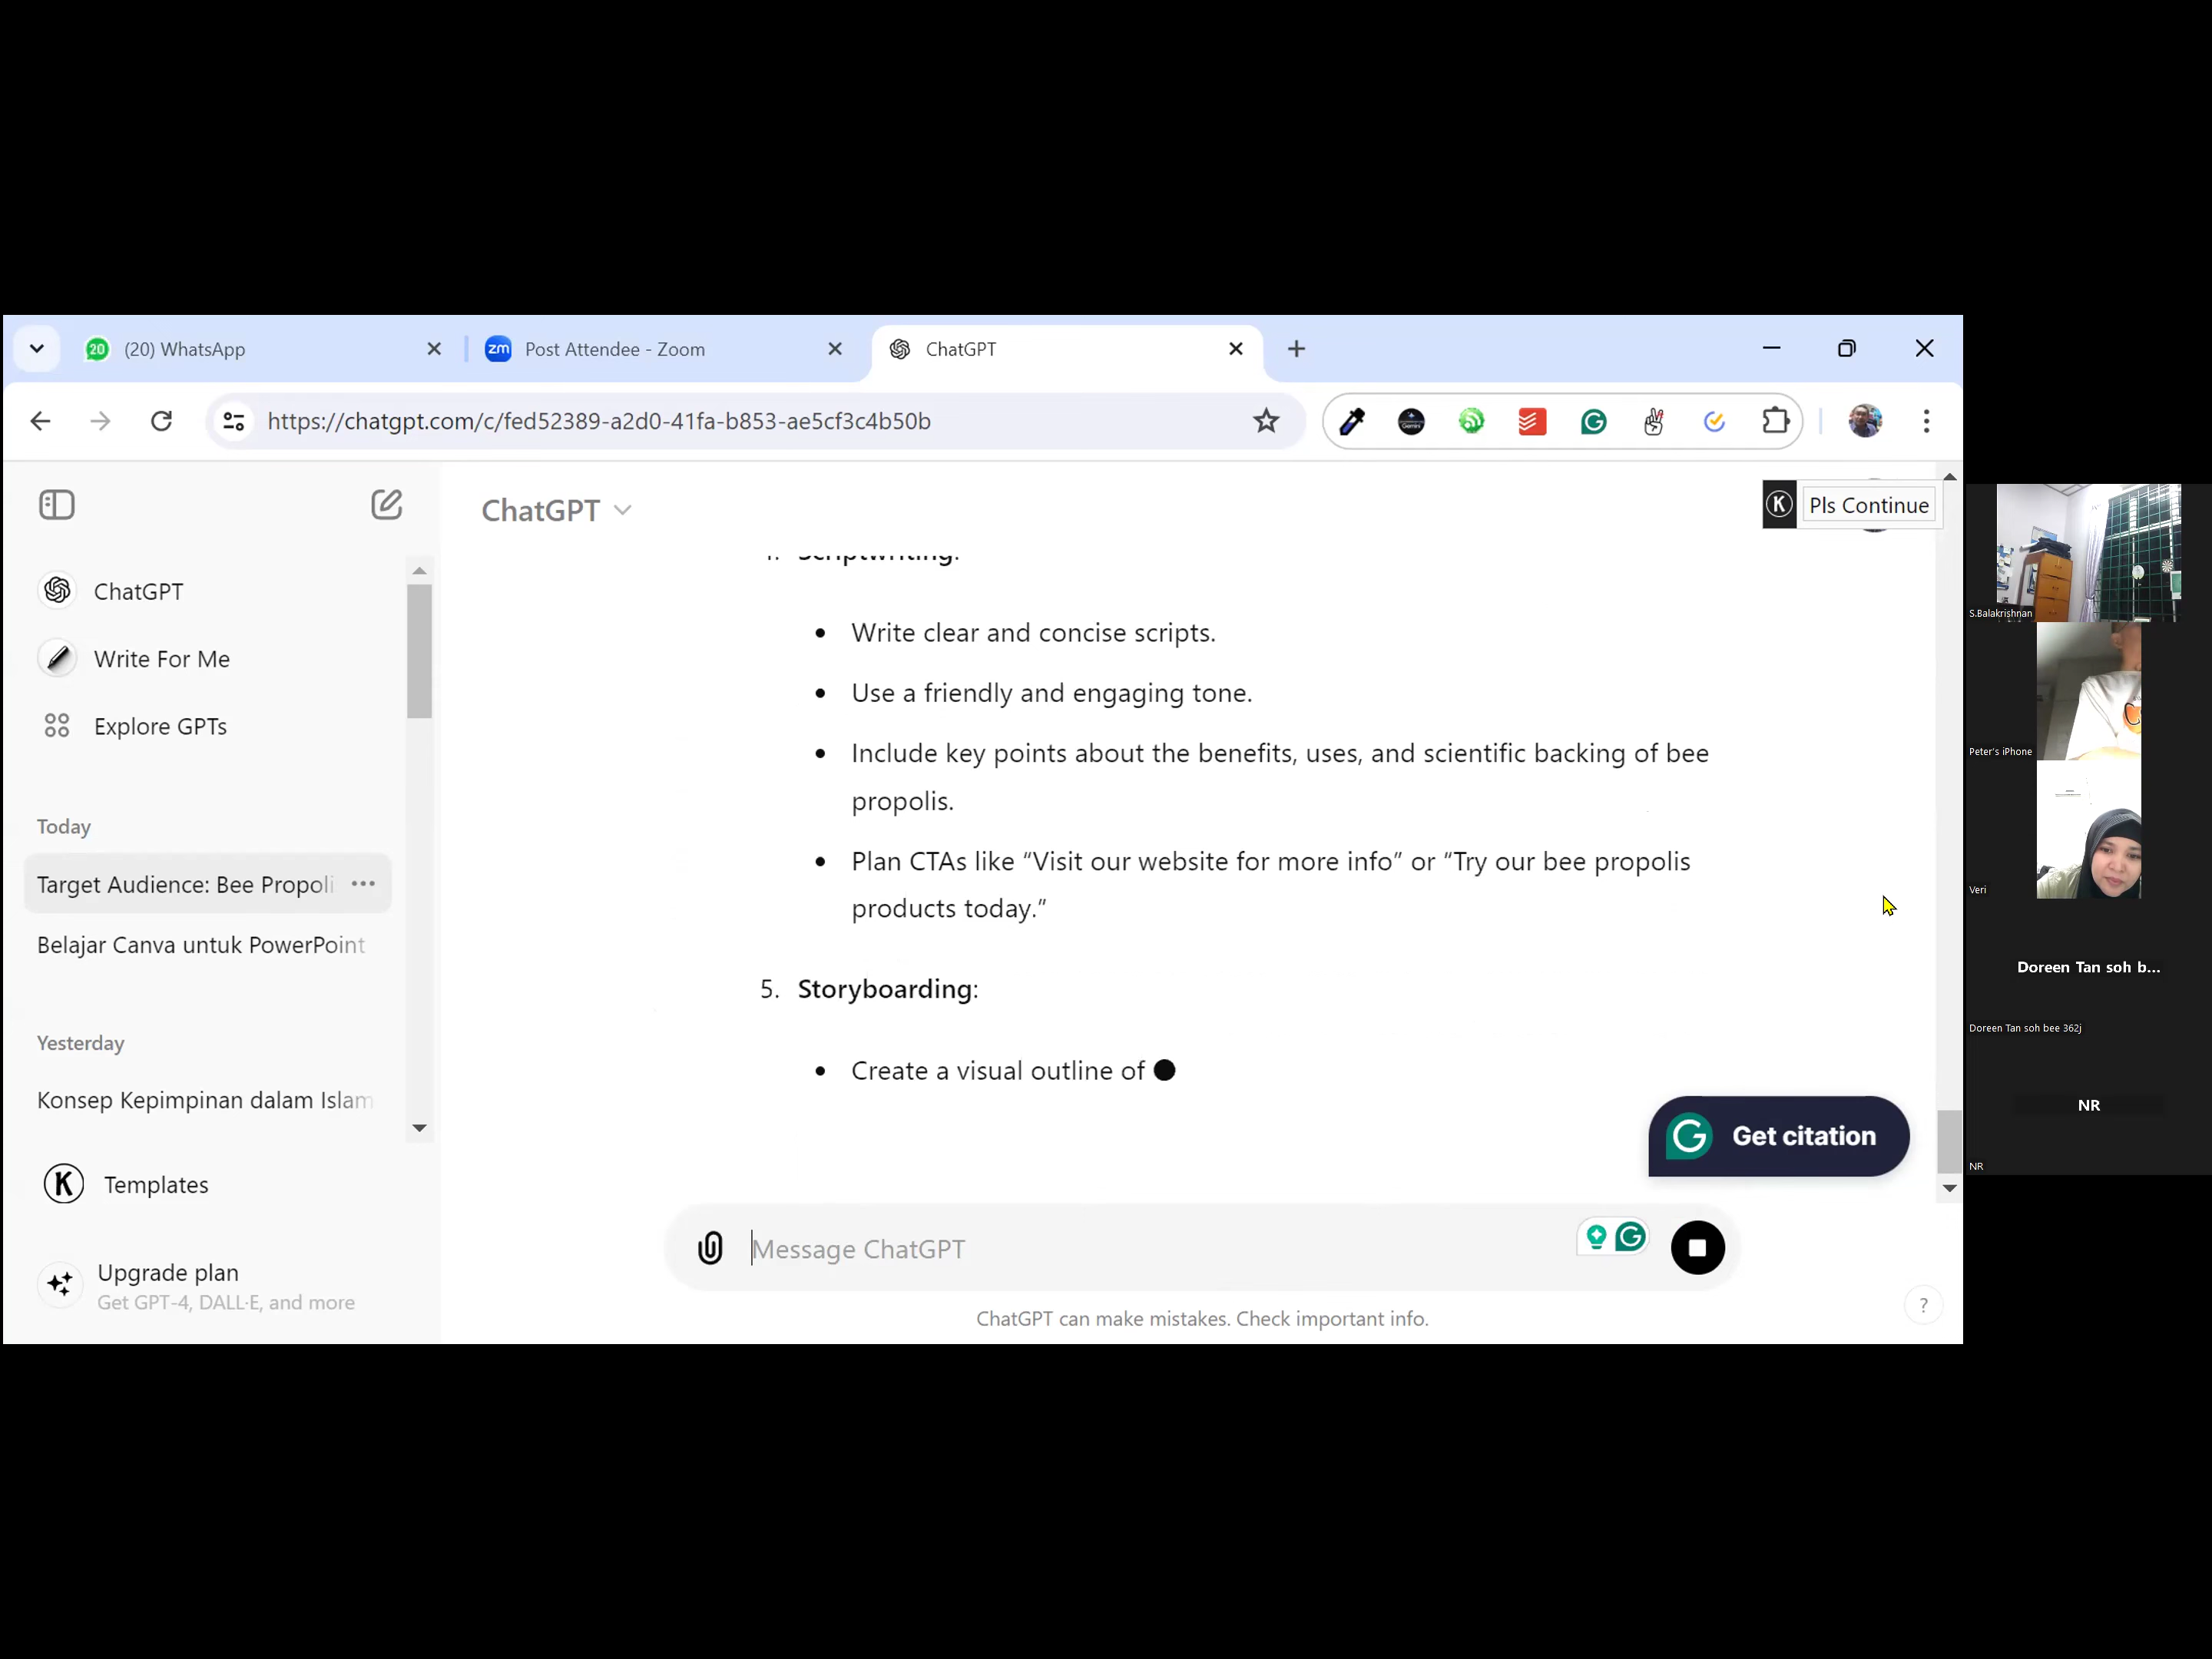 20
(20) WhatsApp
zm
Post Attendee - Zoom
ChatGPT
https://chatgpt.com/c/fed52389-a2d0-41fa-b853-ae5cf3c4b50b
Gemini
ChatGPT
K
Pls Continue
ChatGPT
Write For Me
Explore GPTs
Today
Target Audience: Bee Propoli
Belajar Canva untuk PowerPoint
Yesterday
Konsep Kepimpinan dalam Islam
K
Templates
Upgrade plan
Get GPT-4, DALL·E, and more
4. Scriptwriting:
• Write clear and concise scripts.
• Use a friendly and engaging tone.
• Include key points about the benefits, uses, and scientific backing of bee
propolis.
• Plan CTAs like “Visit our website for more info” or “Try our bee propolis
products today.”
5. Storyboarding:
• Create a visual outline of
G Get citation
Message ChatGPT
ChatGPT can make mistakes. Check important info.
?
S.Balakrishnan
Peter's iPhone
Veri
Doreen Tan soh b...
Doreen Tan soh bee 362j
NR
NR